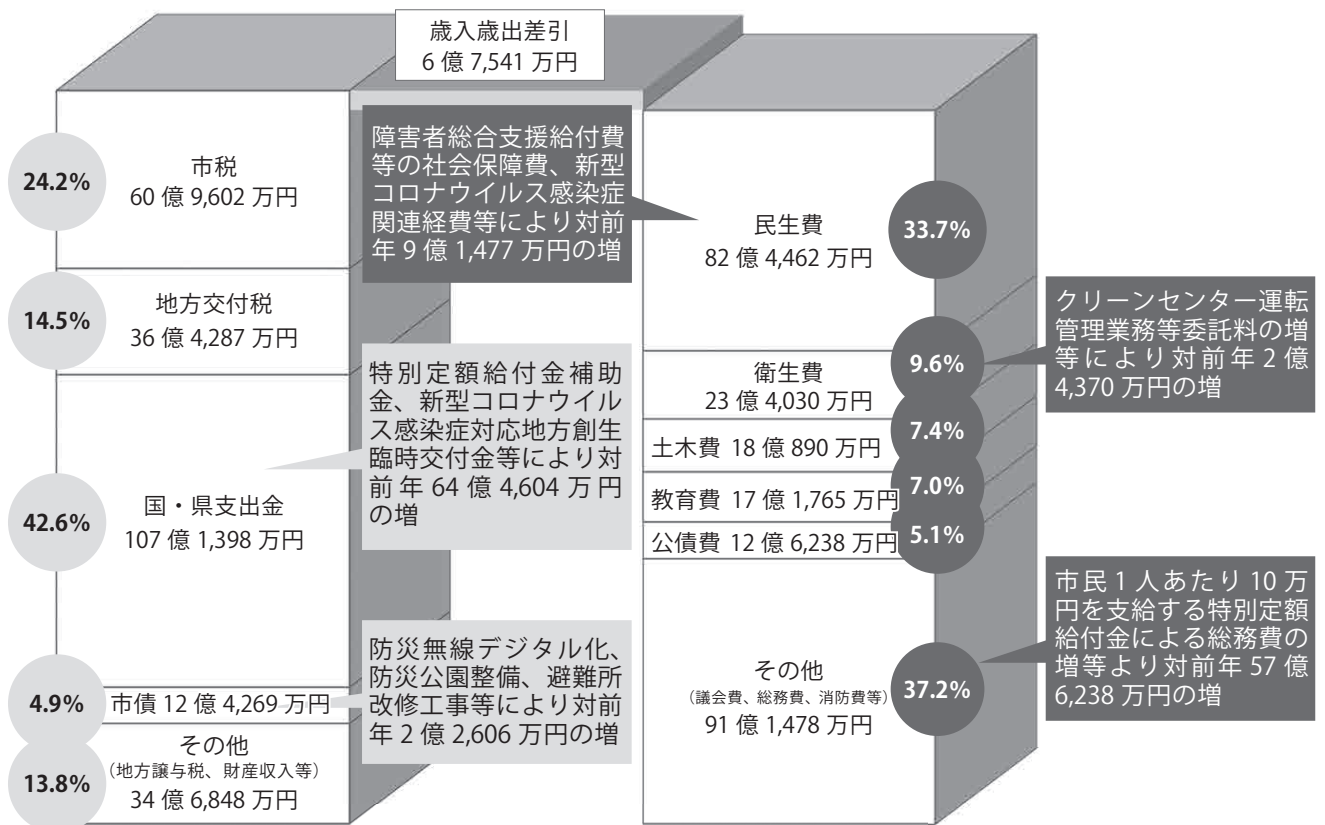 歳入歳出差引
6 億 7,541 万円
24.2%
市税
60 億 9,602 万円
14.5%
地方交付税
36 億 4,287 万円
42.6%
国・県支出金
107 億 1,398 万円
4.9%
市債 12 億 4,269 万円
13.8%
その他
（地方譲与税、財産収入等）
34 億 6,848 万円
障害者総合支援給付費
等の社会保障費、新型
コロナウイルス感染症
関連経費等により対前
年 9 億 1,477 万円の増
特別定額給付金補助
金、新型コロナウイル
ス感染症対応地方創生
臨時交付金等により対
前年 64 億 4,604 万円
の増
防災無線デジタル化、
防災公園整備、避難所
改修工事等により対前
年 2 億 2,606 万円の増
民生費
82 億 4,462 万円
33.7%
衛生費
23 億 4,030 万円
9.6%
土木費 18 億 890 万円
7.4%
教育費 17 億 1,765 万円
7.0%
公債費 12 億 6,238 万円
5.1%
その他
（議会費、総務費、消防費等）
91 億 1,478 万円
37.2%
クリーンセンター運転
管理業務等委託料の増
等により対前年 2 億
4,370 万円の増
市民 1 人あたり 10 万
円を支給する特別定額
給付金による総務費の
増等より対前年 57 億
6,238 万円の増